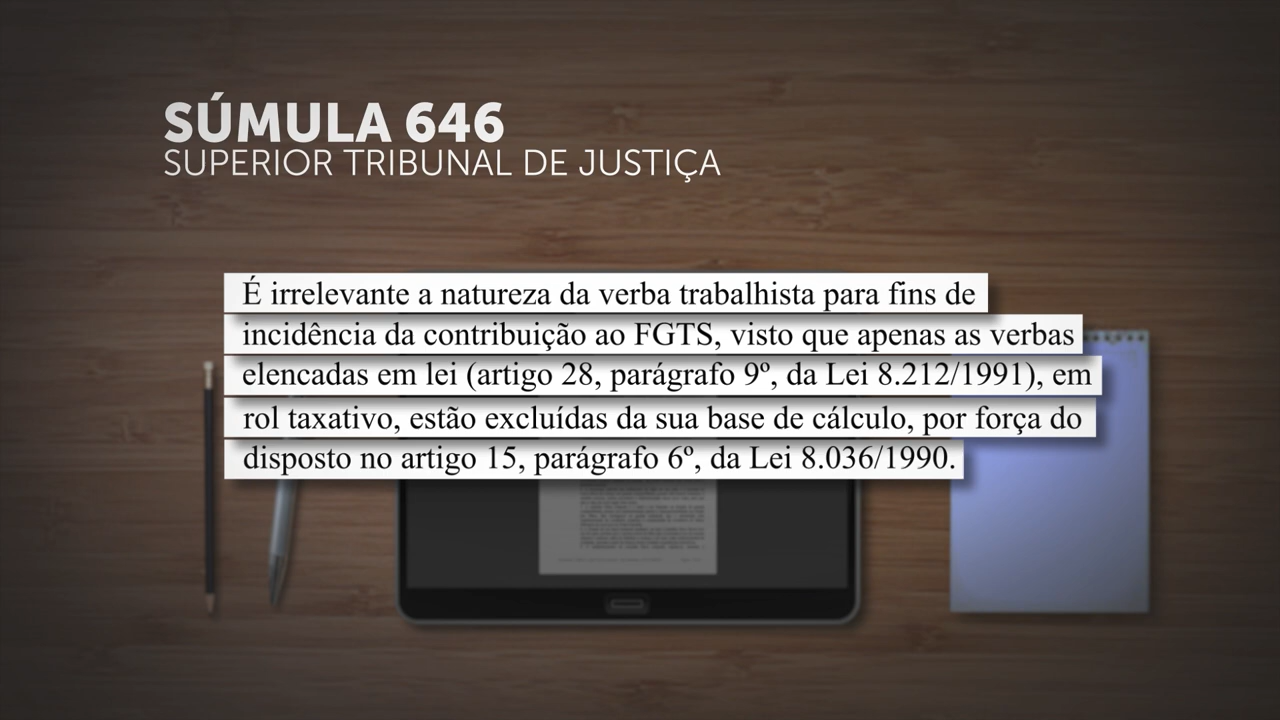 SÚMULA 646
SUPERIOR TRIBUNAL DE JUSTIÇA
É irrelevante a natureza da verba trabalhista para fins de
incidência da contribuição ao FGTS, visto que apenas as verbas
elencadas em lei (artigo 28, parágrafo 9º, da Lei 8.212/1991), em
rol taxativo, estão excluídas da sua base de cálculo, por força do
disposto no artigo 15, parágrafo 6º, da Lei 8.036/1990.